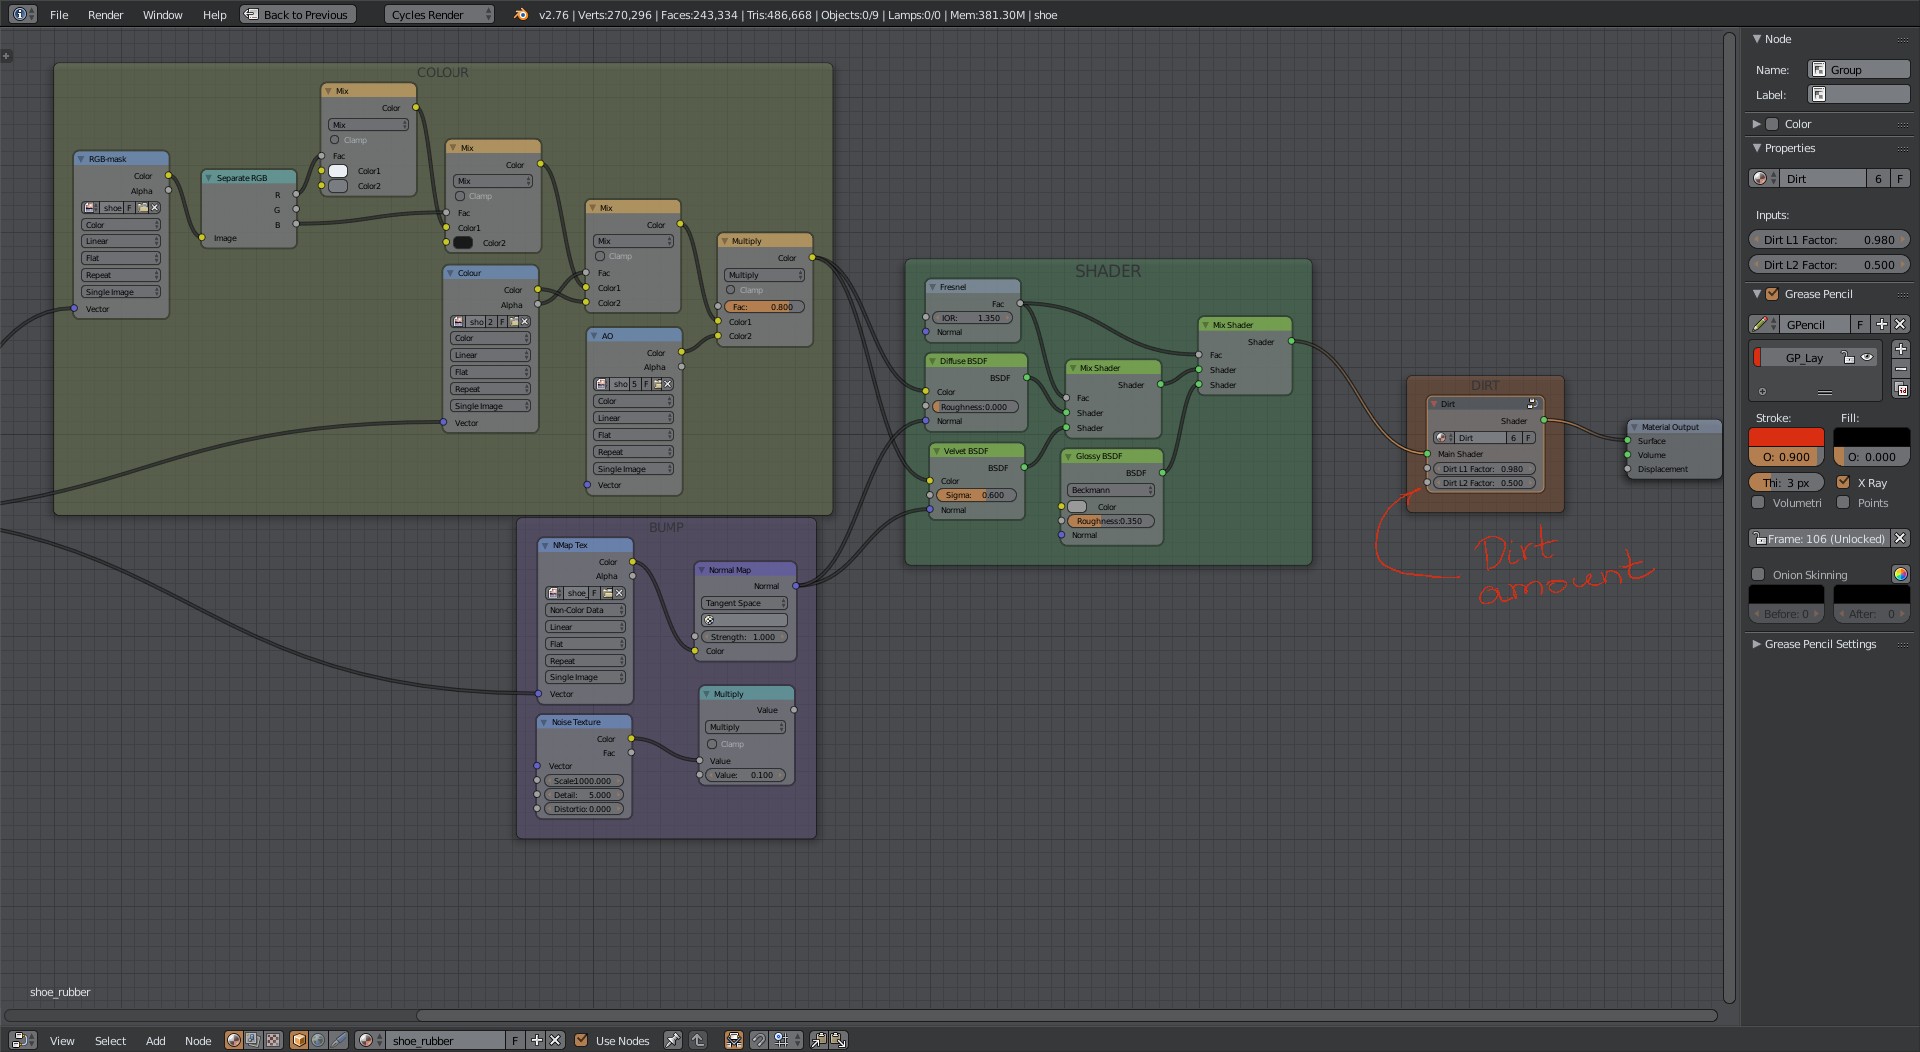 File Render Window Help Back to Previous Cycles Render v2.76 | Verts:270,296 | Faces:243,334 | Tris:486,668 | Objects:0/9 | Lamps:0/0 | Mem:381.30M | shoe
COLOUR
RGB-mask
Color
Alpha
shoe F
Color
Linear
Flat
Repeat
Single Image
Vector
Separate RGB
R
G
B
Image
Mix
Color
Mix
Clamp
Fac
Color1
Color2
Mix
Color
Mix
Clamp
Fac
Color1
Color2
Colour
Color
Alpha
sho 2 F
Color
Linear
Flat
Repeat
Single Image
Vector
Mix
Color
Mix
Clamp
Fac
Color1
Color2
AO
Color
Alpha
sho 5 F
Color
Linear
Flat
Repeat
Single Image
Vector
Multiply
Color
Multiply
Clamp
Fac: 0.800
Color1
Color2
BUMP
NMap Tex
Color
Alpha
shoe F
Non-Color Data
Linear
Flat
Repeat
Single Image
Vector
Noise Texture
Color
Fac
Vector
Scale:1000.000
Detail: 5.000
Distortio: 0.000
Normal Map
Normal
Tangent Space
Strength: 1.000
Color
Multiply
Value
Multiply
Clamp
Value
Value: 0.100
SHADER
Fresnel
Fac
IOR: 1.350
Normal
Diffuse BSDF
BSDF
Color
Roughness:0.000
Normal
Velvet BSDF
BSDF
Color
Sigma: 0.600
Normal
Mix Shader
Shader
Fac
Shader
Shader
Glossy BSDF
BSDF
Beckmann
Color
Roughness:0.350
Normal
Mix Shader
Shader
Fac
Shader
Shader
DIRT
Dirt
Shader
Dirt 6 F
Main Shader
Dirt L1 Factor: 0.980
Dirt L2 Factor: 0.500
Dirt
amount
Material Output
Surface
Volume
Displacement
Node
Name: Group
Label:
Color
Properties
Dirt 6 F
Inputs:
Dirt L1 Factor: 0.980
Dirt L2 Factor: 0.500
Grease Pencil
GPencil F
GP_Lay
Stroke: Fill:
O: 0.900 O: 0.000
Thi: 3 px X Ray
Volumetri Points
Frame: 106 (Unlocked)
Onion Skinning
Before: 0 After: 0
Grease Pencil Settings
shoe_rubber
View Select Add Node shoe_rubber F Use Nodes